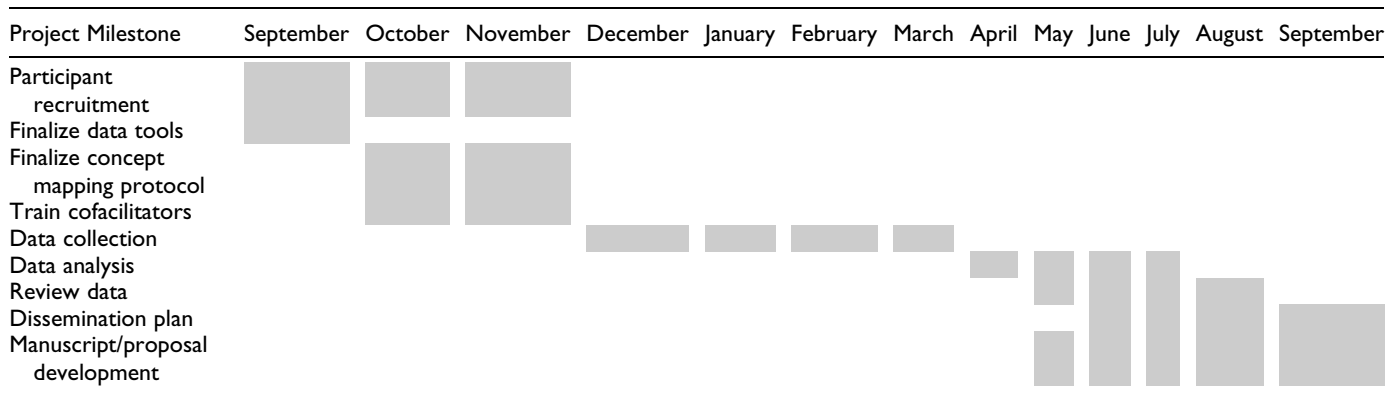 Project Milestone September October November December January February March April May June July August September
Participant
recruitment
Finalize data tools
Finalize concept
mapping protocol
Train cofacilitators
Data collection
Data analysis
Review data
Dissemination plan
Manuscript/proposal
development